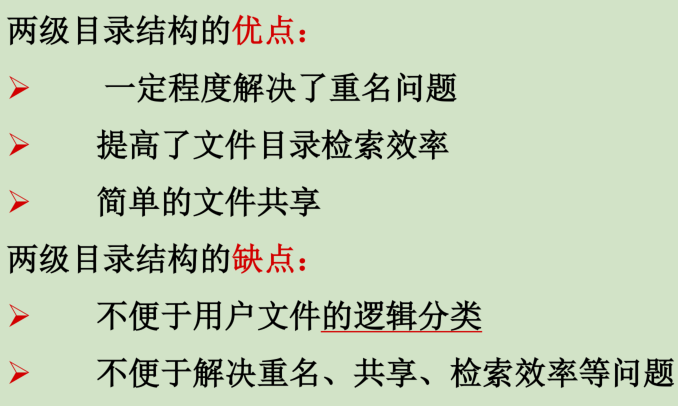 两级目录结构的优点：
➢ 一定程度解决了重名问题
➢ 提高了文件目录检索效率
➢ 简单的文件共享
两级目录结构的缺点：
➢ 不便于用户文件的逻辑分类
➢ 不便于解决重名、共享、检索效率等问题